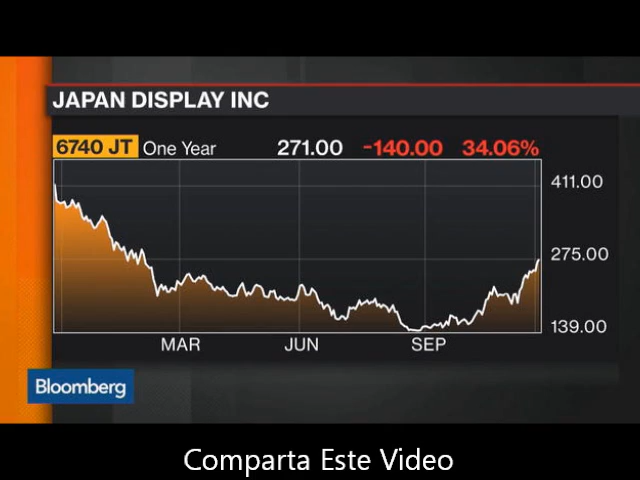 JAPAN DISPLAY INC
6740 JT One Year 271.00 -140.00 34.06%
411.00
275.00
139.00
MAR JUN SEP
Bloomberg
Comparta Este Video